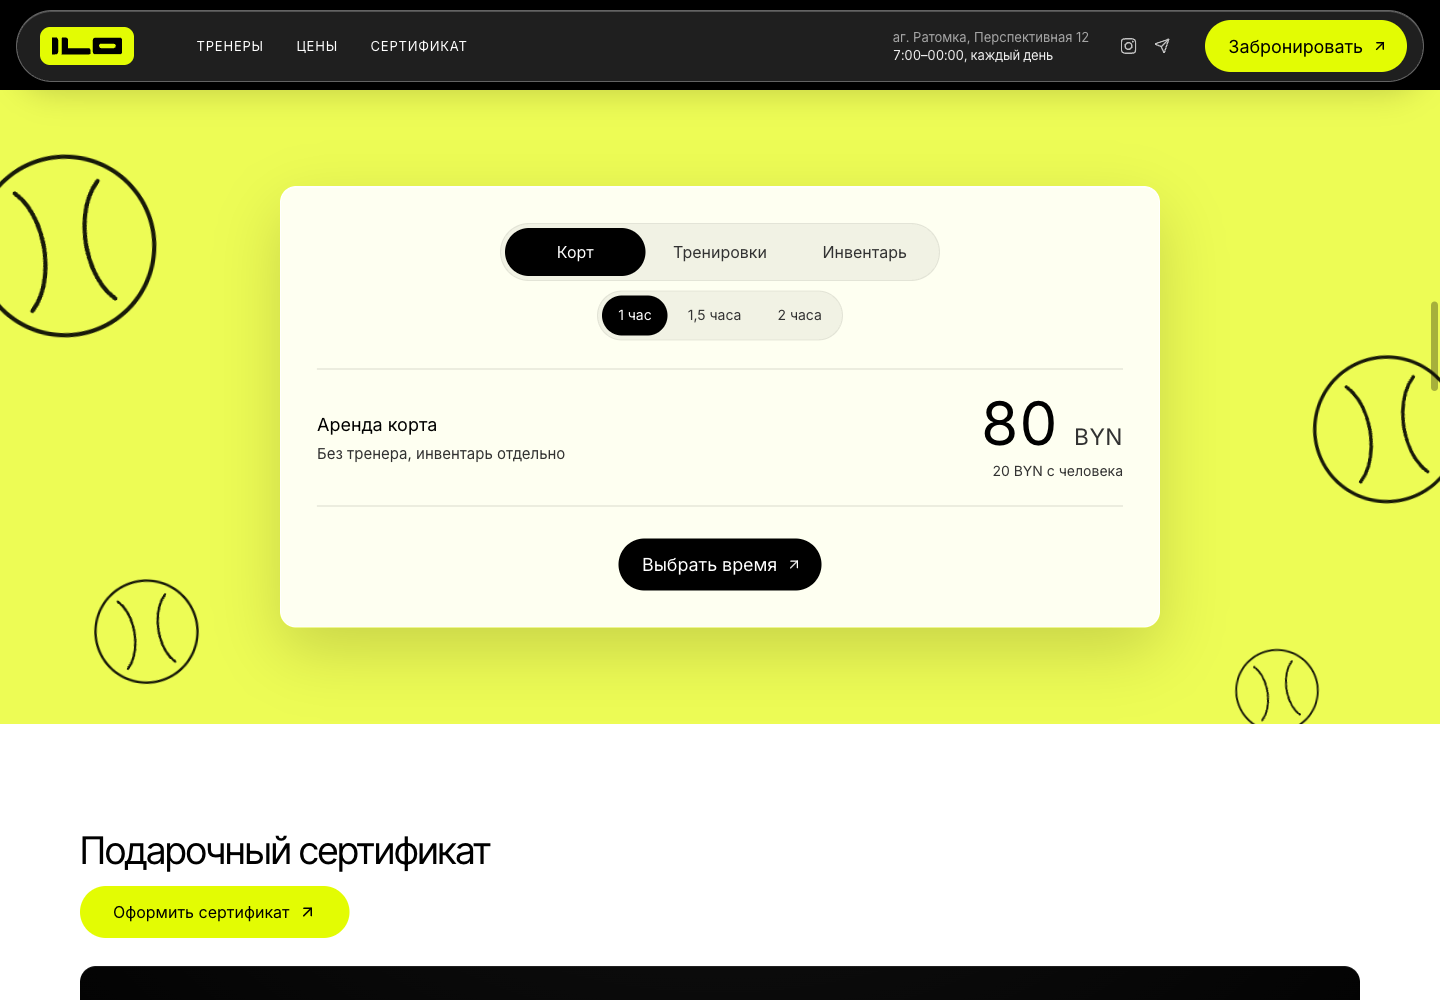 ILO
ТРЕНЕРЫ
ЦЕНЫ
СЕРТИФИКАТ
аг. Ратомка, Перспективная 12
7:00–00:00, каждый день
Забронировать
Корт
Тренировки
Инвентарь
1 час
1,5 часа
2 часа
Аренда корта
Без тренера, инвентарь отдельно
80 BYN
20 BYN с человека
Выбрать время
Подарочный сертификат
Оформить сертификат